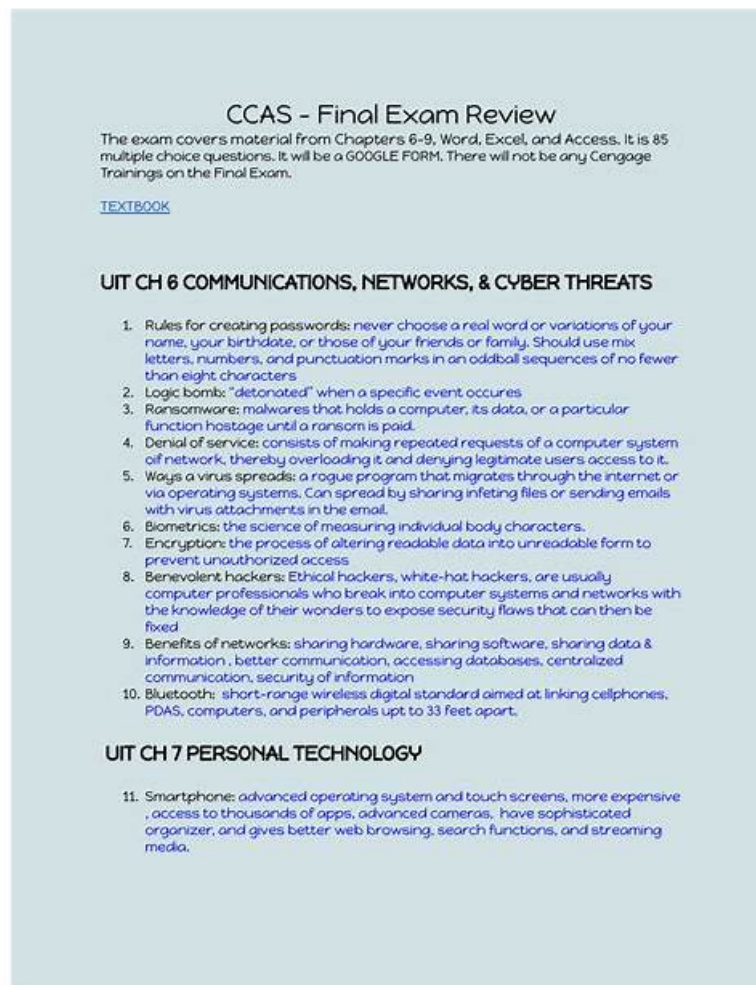 CCAS - Final Exam Review
The exam covers material from Chapters 6-9, Word, Excel, and Access. It is 85
multiple choice questions. It will be a GOOGLE FORM. There will not be any Cengage
Trainings on the Final Exam.
TEXTBOOK
UIT CH 6 COMMUNICATIONS, NETWORKS, & CYBER THREATS
1. Rules for creating passwords: never choose a real word or variations of your
name, your birthdate, or those of your friends or family. Should use mix
letters, numbers, and punctuation marks in an oddball sequences of no fewer
than eight characters
2. Logic bomb: "detonated" when a specific event occures
3. Ransomware: malwares that holds a computer, its data, or a particular
function hostage until a ransom is paid.
4. Denial of service: consists of making repeated requests of a computer system
oif network, thereby overloading it and denying legitimate users access to it.
5. Ways a virus spreads: a rogue program that migrates through the internet or
via operating systems. Can spread by sharing infeting files or sending emails
with virus attachments in the email.
6. Biometrics: the science of measuring individual body characters.
7. Encryption: the process of altering readable data into unreadable form to
prevent unauthorized access
8. Benevolent hackers: Ethical hackers, white-hat hackers, are usually
computer professionals who break into computer systems and networks with
the knowledge of their wonders to expose security flaws that can then be
fixed
9. Benefits of networks: sharing hardware, sharing software, sharing data &
information , better communication, accessing databases, centralized
communication, security of information
10. Bluetooth: short-range wireless digital standard aimed at linking cellphones,
PDAS, computers, and peripherals upt to 33 feet apart.
UIT CH 7 PERSONAL TECHNOLOGY
11. Smartphone: advanced operating system and touch screens, more expensive
, access to thousands of apps, advanced cameras, have sophisticated
organizer, and gives better web browsing, search functions, and streaming
media.